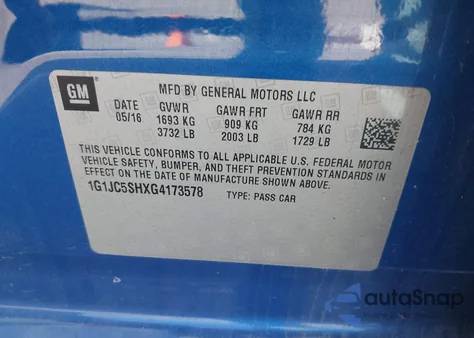 GM
MFD BY GENERAL MOTORS LLC
DATE GVWR GAWR FRT GAWR RR
05/16 1693 KG 909 KG 784 KG
3732 LB 2003 LB 1729 LB
THIS VEHICLE CONFORMS TO ALL APPLICABLE U.S. FEDERAL MOTOR
VEHICLE SAFETY, BUMPER, AND THEFT PREVENTION STANDARDS IN
EFFECT ON THE DATE OF MANUFACTURE SHOWN ABOVE.
1G1JC5SHXG4173578 TYPE: PASS CAR
autoSnap